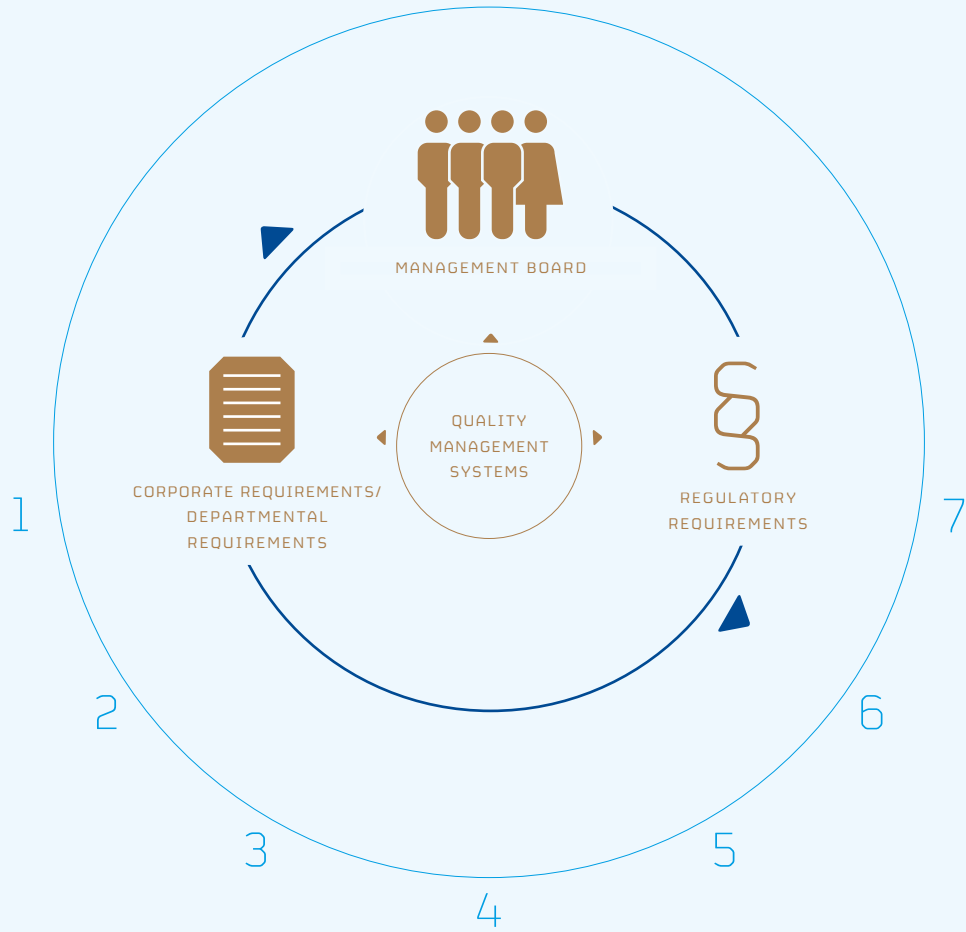 MANAGEMENT BOARD
QUALITY
MANAGEMENT
SYSTEMS
CORPORATE REQUIREMENTS/
DEPARTMENTAL
REQUIREMENTS
§
REGULATORY
REQUIREMENTS
1
7
2
6
3
5
4